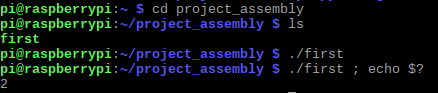 pi@raspberrypi:~ $ cd project_assembly
pi@raspberrypi:~/project_assembly $ ls
first
pi@raspberrypi:~/project_assembly $ ./first
pi@raspberrypi:~/project_assembly $ ./first ; echo $?
2